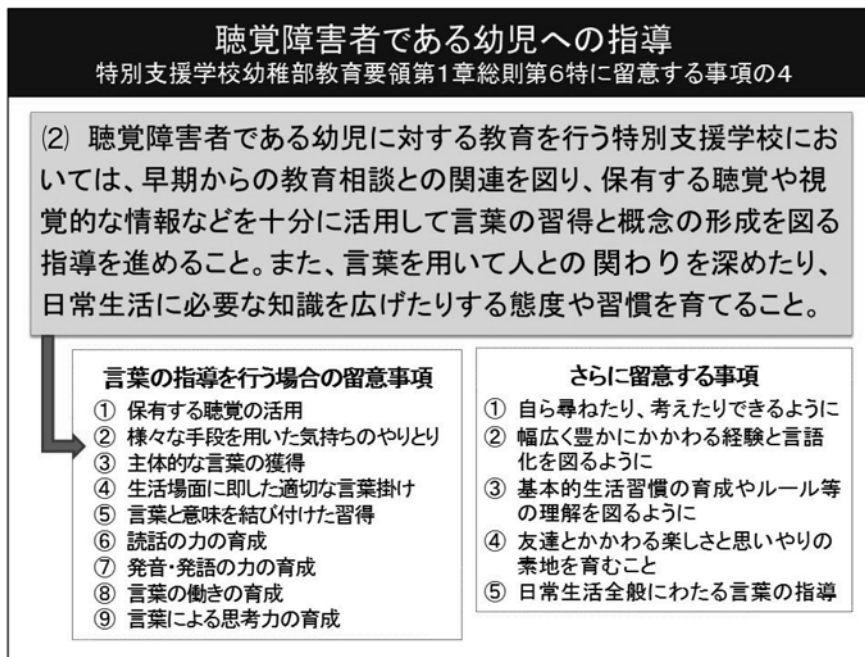 聴覚障害者である幼児への指導
特別支援学校幼稚部教育要領第1章総則第6特に留意する事項の4
(2) 聴覚障害者である幼児に対する教育を行う特別支援学校にお
いては、早期からの教育相談との関連を図り、保有する聴覚や視
覚的な情報などを十分に活用して言葉の習得と概念の形成を図る
指導を進めること。また、言葉を用いて人との関わりを深めたり、
日常生活に必要な知識を広げたりする態度や習慣を育てること。
言葉の指導を行う場合の留意事項
① 保有する聴覚の活用
② 様々な手段を用いた気持ちのやりとり
③ 主体的な言葉の獲得
④ 生活場面に即した適切な言葉掛け
⑤ 言葉と意味を結び付けた習得
⑥ 読話の力の育成
⑦ 発音・発語の力の育成
⑧ 言葉の働きの育成
⑨ 言葉による思考力の育成
さらに留意する事項
① 自ら尋ねたり、考えたりできるように
② 幅広く豊かにかかわる経験と言語
化を図るように
③ 基本的生活習慣の育成やルール等
の理解を図るように
④ 友達とかかわる楽しさと思いやりの
素地を育むこと
⑤ 日常生活全般にわたる言葉の指導